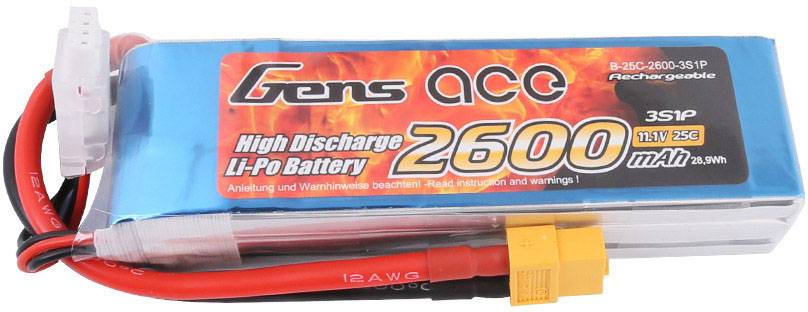 B-25C-2600-3S1P
Rechargeable
Gens ace
3S1P
11.1V 25C
High Discharge
Li-Po Battery
2600 mAh 28,9Wh
Anleitung und Warnhinweise beachten! -Read instruction and warnings !
12AWG
12AWG